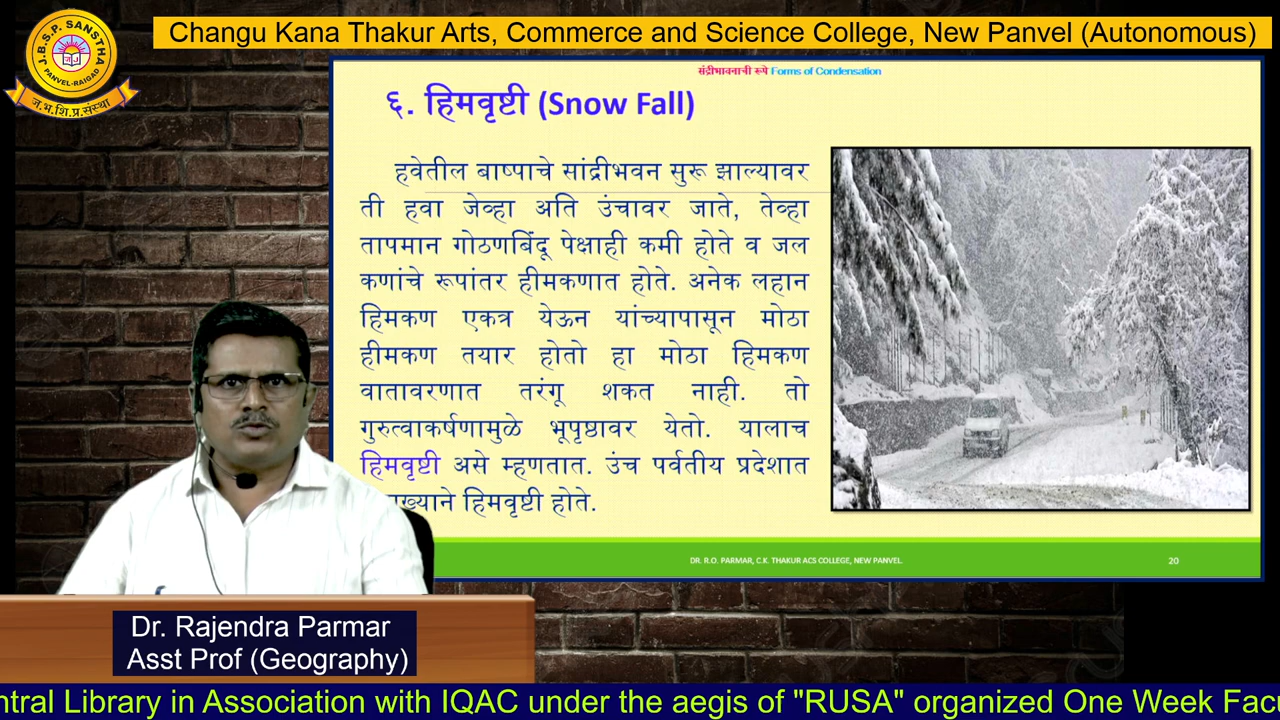 J.B.S.P. SANSTHA
PANVEL-RAIGAD
ज.भ.शि.प्र.संस्था
Changu Kana Thakur Arts, Commerce and Science College, New Panvel (Autonomous)
संद्रीभवनाची रूपे Forms of Condensation
६. हिमवृष्टी (Snow Fall)
हवेतील बाष्पाचे सांद्रीभवन सुरू झाल्यावर
ती हवा जेव्हा अति उंचावर जाते, तेव्हा
तापमान गोठणबिंदू पेक्षाही कमी होते व जल
कणांचे रूपांतर हीमकणात होते. अनेक लहान
हिमकण एकत्र येऊन यांच्यापासून मोठा
हीमकण तयार होतो हा मोठा हिमकण
वातावरणात तरंगू शकत नाही. तो
गुरुत्वाकर्षणामुळे भूपृष्ठावर येतो. यालाच
हिमवृष्टी असे म्हणतात. उंच पर्वतीय प्रदेशात
हिमवृष्टी होते.
DR. R.O. PARMAR, C.K. THAKUR ACS COLLEGE, NEW PANVEL.
20
Dr. Rajendra Parmar
Asst Prof (Geography)
ntral Library in Association with IQAC under the aegis of "RUSA" organized One Week Fac